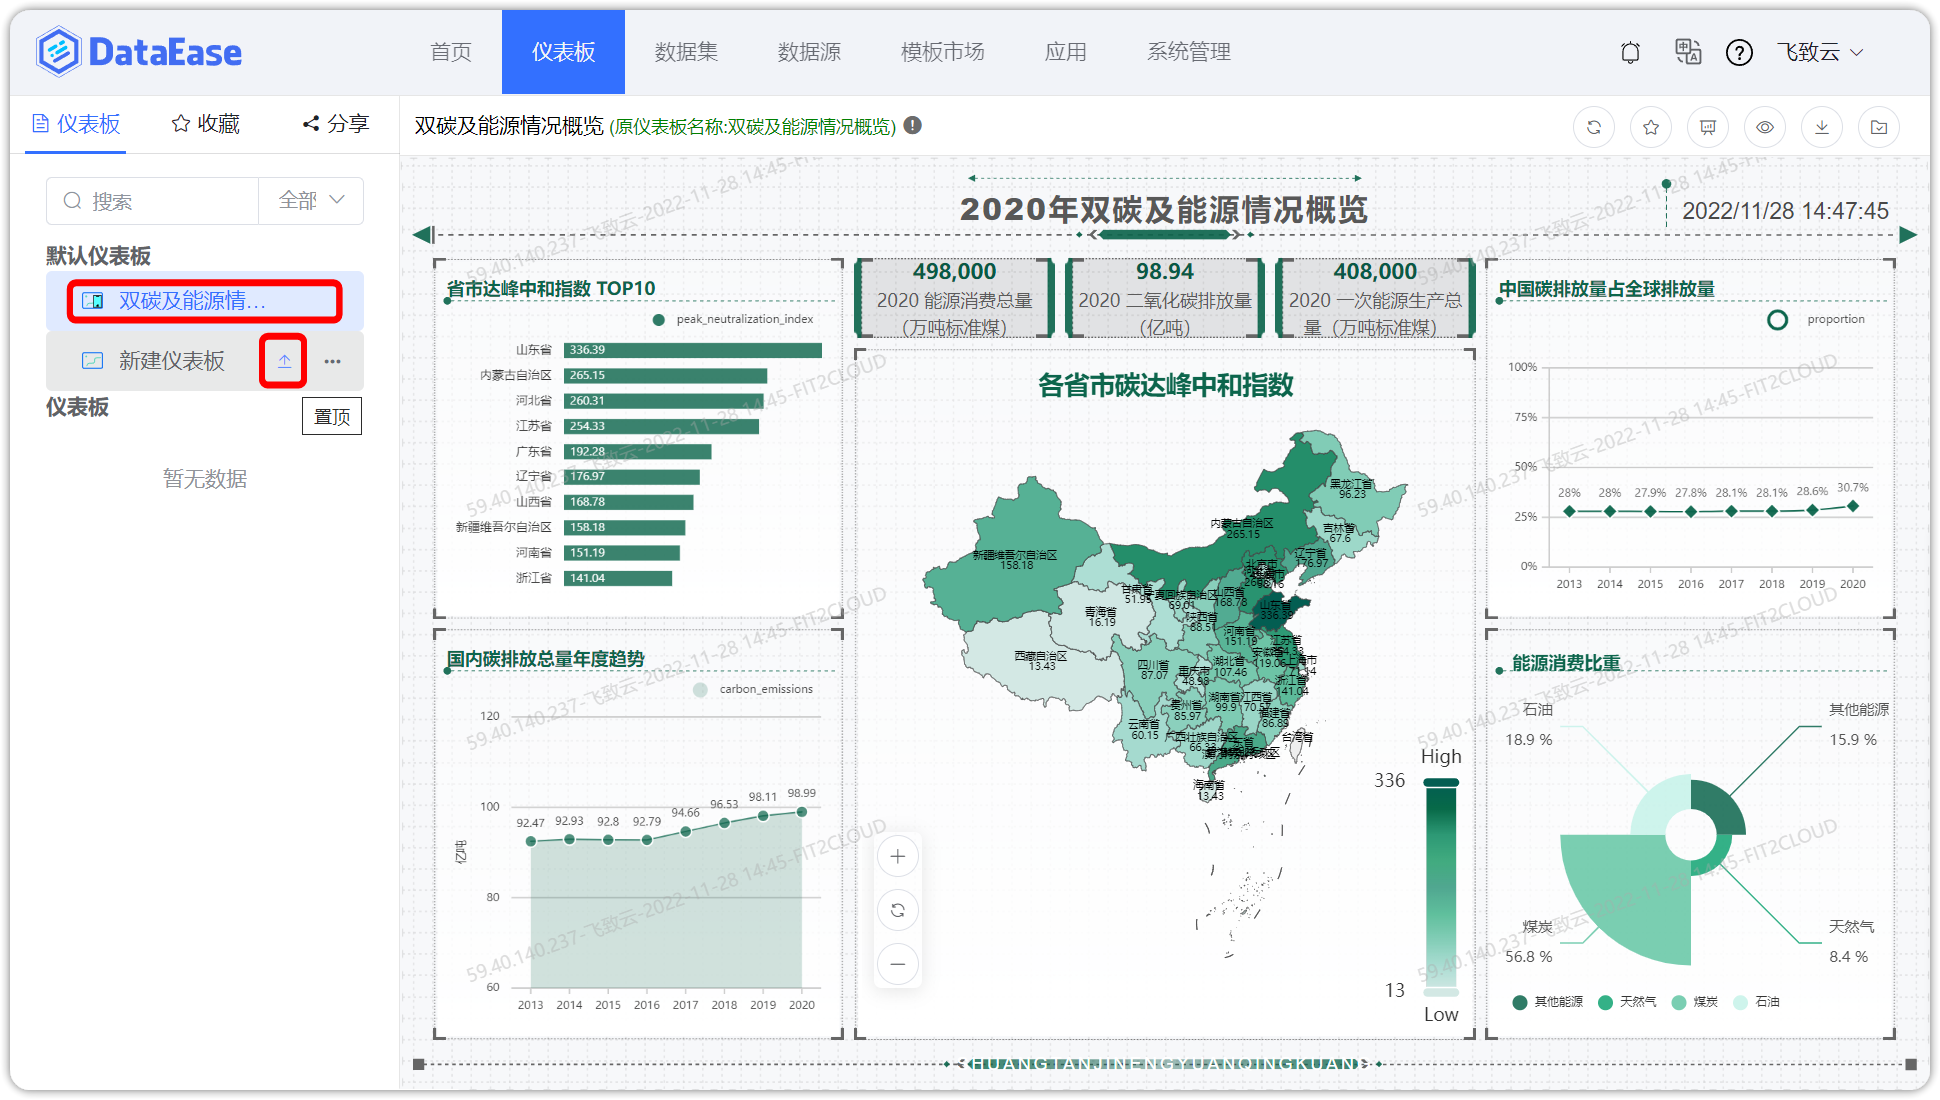 DataEase
首页 仪表板 数据集 数据源 模板市场 应用 系统管理
飞致云
仪表板 收藏 分享
双碳及能源情况概览 (原仪表板名称:双碳及能源情况概览)
搜索 全部
默认仪表板
双碳及能源情...
新建仪表板
置顶
仪表板
暂无数据
2020年双碳及能源情况概览
2022/11/28 14:47:45
省市达峰中和指数 TOP10
peak_neutralization_index
山东省 336.39
内蒙古自治区 265.15
河北省 260.31
江苏省 254.33
广东省 192.28
辽宁省 176.97
山西省 168.78
新疆维吾尔自治区 158.18
河南省 151.19
浙江省 141.04
498,000
2020 能源消费总量
（万吨标准煤）
98.94
2020 二氧化碳排放量
（亿吨）
408,000
2020 一次能源生产总
量（万吨标准煤）
中国碳排放量占全球排放量
proportion
100%
75%
50%
25%
0%
28% 28% 27.9% 27.8% 28.1% 28.1% 28.6% 30.7%
2013 2014 2015 2016 2017 2018 2019 2020
国内碳排放总量年度趋势
carbon_emissions
亿吨
120
100
80
60
92.47 92.93 92.8 92.79 94.66 96.53 98.11 98.99
2013 2014 2015 2016 2017 2018 2019 2020
各省市碳达峰中和指数
黑龙江省
96.23
吉林省
67.6
内蒙古自治区
265.15
辽宁省
176.97
新疆维吾尔自治区
158.18
甘肃省
青海省
16.19
山西省
168.78
陕西省
88.51
山东省
西藏自治区
13.43
河南省
151.19
江苏省
四川省
87.07
重庆市
湖北省
107.46
浙江省
141.04
贵州省
85.97
湖南省
99.9
江西省
福建省
86.89
云南省
60.15
台湾省
海南省
13.43
High
336
13
Low
能源消费比重
石油
18.9 %
其他能源
15.9 %
煤炭
56.8 %
天然气
8.4 %
其他能源 天然气 煤炭 石油
59.40.140.237-飞致云-2022-11-28 14:45-FIT2CLOUD